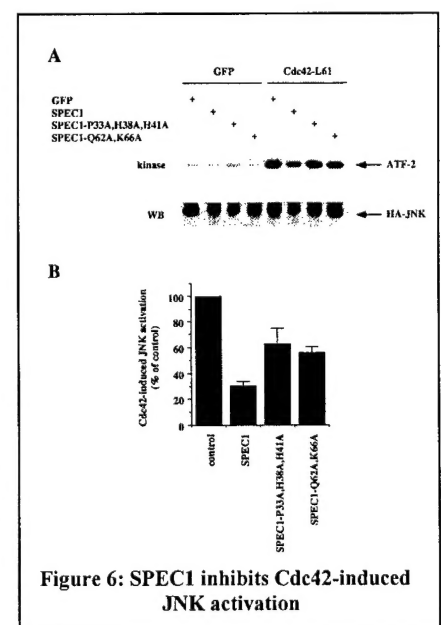 A
GFP Cdc42-L61
GFP + +
SPEC1 + +
SPEC1-P33A,H38A,H41A + +
SPEC1-Q62A,K66A + +
kinase ATF-2
WB HA-JNK
B
Cdc42-induced JNK activation
(% of control)
100
80
60
40
20
0
control
SPEC1
SPEC1-P33A,H38A,H41A
SPEC1-Q62A,K66A
Figure 6: SPEC1 inhibits Cdc42-induced
JNK activation